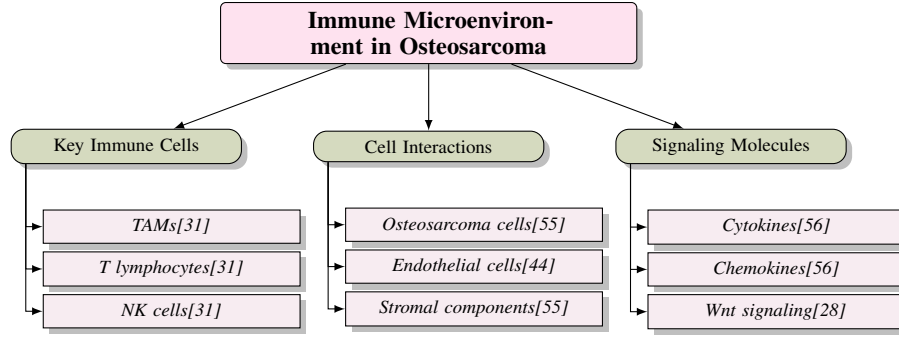 Immune Microenviron-
ment in Osteosarcoma
Key Immune Cells
TAMs[31]
T lymphocytes[31]
NK cells[31]
Cell Interactions
Osteosarcoma cells[55]
Endothelial cells[44]
Stromal components[55]
Signaling Molecules
Cytokines[56]
Chemokines[56]
Wnt signaling[28]